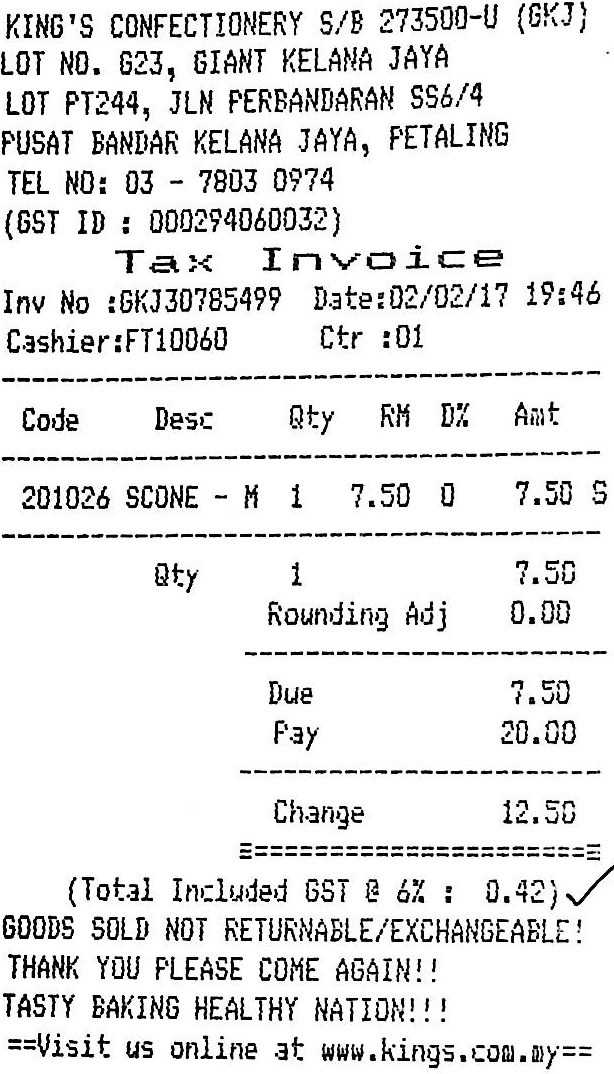 KING'S CONFECTIONERY S/B 273500-U (GKJ)
LOT NO. G23, GIANT KELANA JAYA
LOT PT244, JLN PERBANDARAN SS6/4
PUSAT BANDAR KELANA JAYA, PETALING
TEL NO: 03 - 7803 0974
(GST ID : 000294060032)
Tax Invoice
Inv No :GKJ30785499 Date:02/02/17 19:46
Cashier:FT10060 Ctr :01
Code Desc Qty RM D% Amt
201026 SCONE - M 1 7.50 0 7.50 S
Qty 1 7.50
Rounding Adj 0.00
Due 7.50
Pay 20.00
Change 12.50
(Total Included GST @ 6% : 0.42)
GOODS SOLD NOT RETURNABLE/EXCHANGEABLE!
THANK YOU PLEASE COME AGAIN!!
TASTY BAKING HEALTHY NATION!!!
==Visit us online at www.kings.com.my==